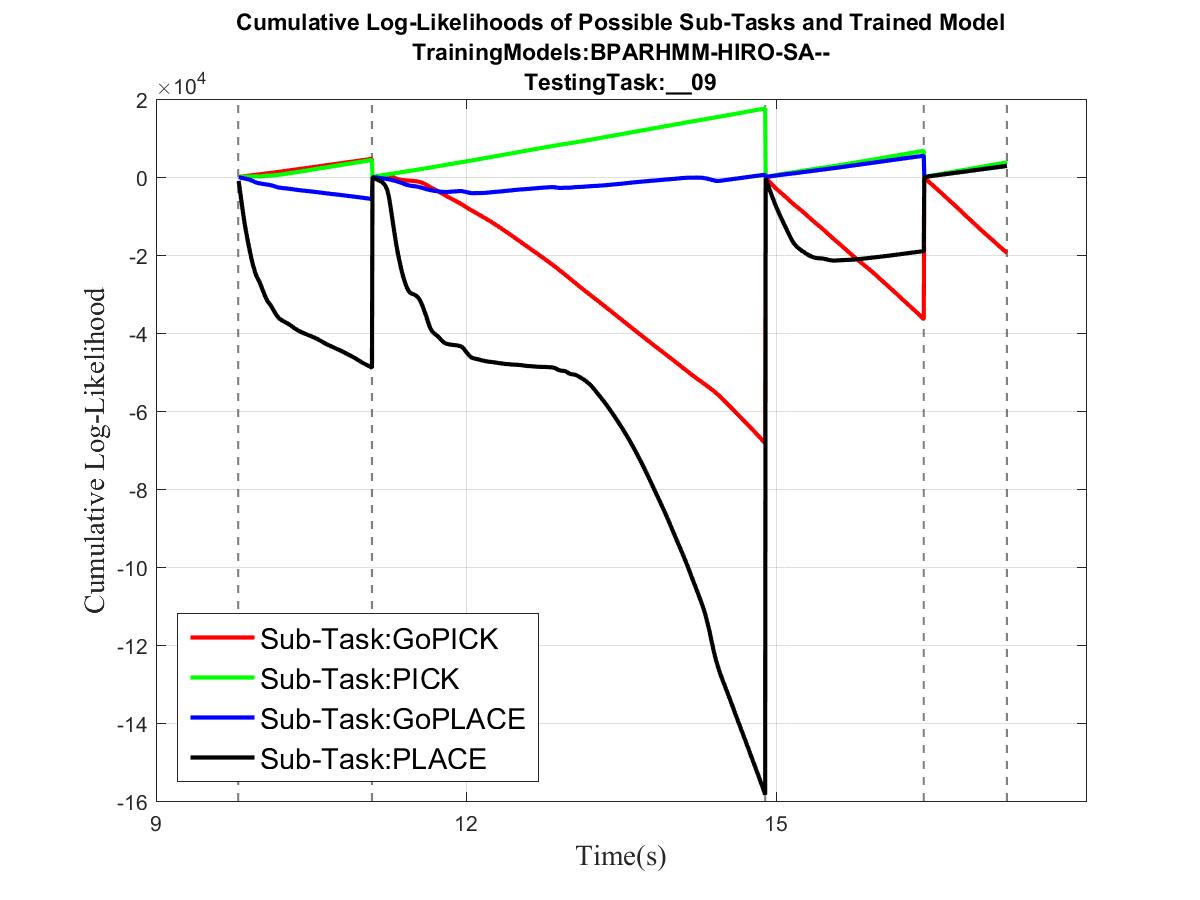 Cumulative Log-Likelihoods of Possible Sub-Tasks and Trained Model
TrainingModels:BPARHMM-HIRO-SA--
TestingTask:__09
×10^4
2
0
-2
-4
-6
-8
-10
-12
-14
-16
Cumulative Log-Likelihood
Sub-Task:GoPICK
Sub-Task:PICK
Sub-Task:GoPLACE
Sub-Task:PLACE
9 12 15
Time(s)